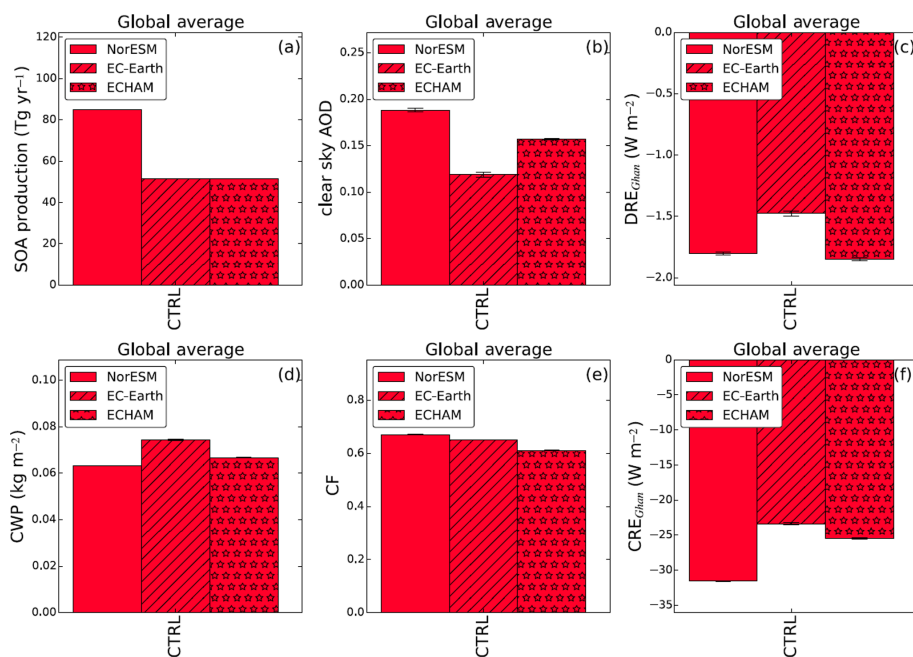 Global average
(a)
NorESM
EC-Earth
ECHAM
SOA production (Tg yr⁻¹)
120
100
80
60
40
20
0
CTRL
Global average
(b)
NorESM
EC-Earth
ECHAM
clear sky AOD
0.25
0.20
0.15
0.10
0.05
0.00
CTRL
Global average
(c)
NorESM
EC-Earth
ECHAM
DRE_Ghan (W m⁻²)
0.0
−0.5
−1.0
−1.5
−2.0
CTRL
Global average
(d)
NorESM
EC-Earth
ECHAM
CWP (kg m⁻²)
0.10
0.08
0.06
0.04
0.02
0.00
CTRL
Global average
(e)
NorESM
EC-Earth
ECHAM
CF
0.8
0.6
0.4
0.2
0.0
CTRL
Global average
(f)
NorESM
EC-Earth
ECHAM
CRE_Ghan (W m⁻²)
0
−5
−10
−15
−20
−25
−30
−35
CTRL